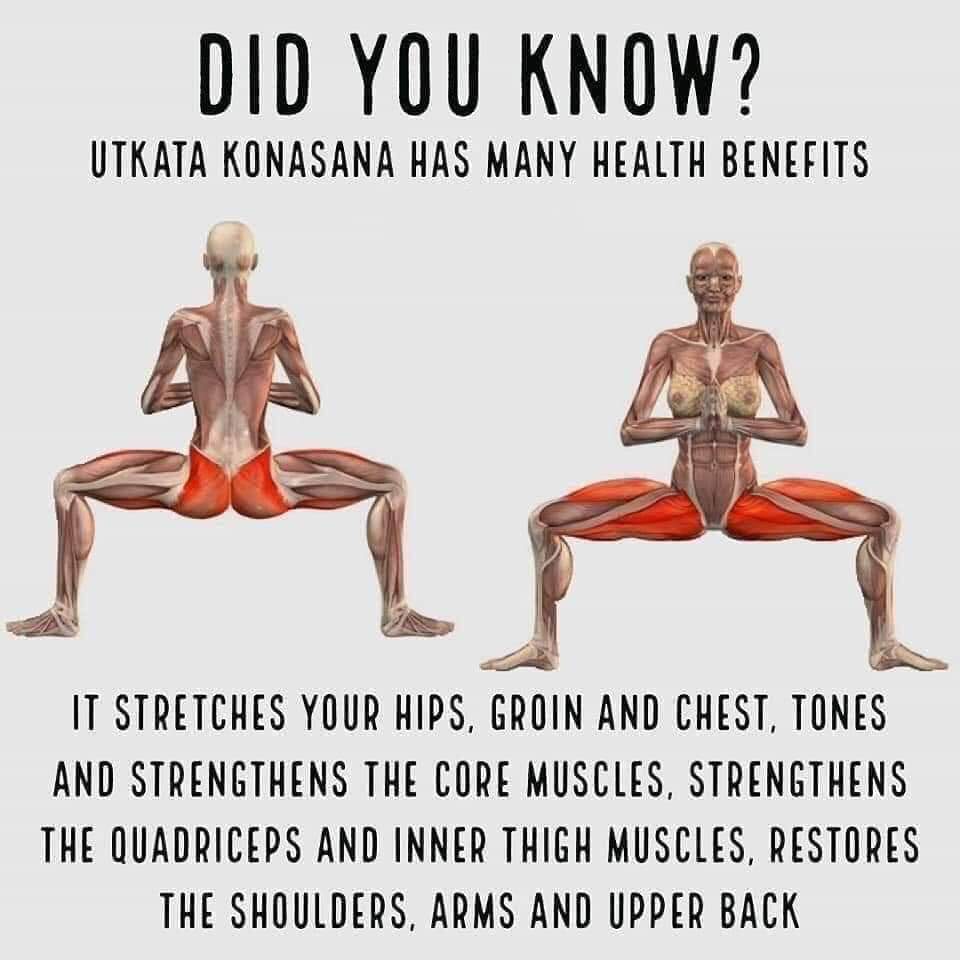 DID YOU KNOW?
UTKATA KONASANA HAS MANY HEALTH BENEFITS
IT STRETCHES YOUR HIPS, GROIN AND CHEST, TONES
AND STRENGTHENS THE CORE MUSCLES, STRENGTHENS
THE QUADRICEPS AND INNER THIGH MUSCLES, RESTORES
THE SHOULDERS, ARMS AND UPPER BACK